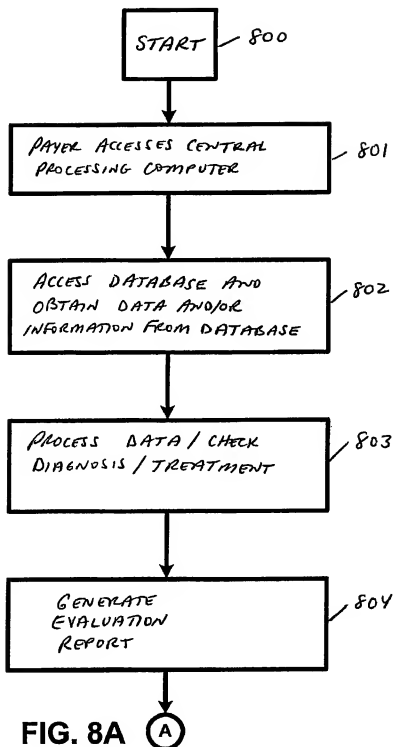 START
800
PAYER ACCESSES CENTRAL
PROCESSING COMPUTER
801
ACCESS DATABASE AND
OBTAIN DATA AND/OR
INFORMATION FROM DATABASE
802
PROCESS DATA / CHECK
DIAGNOSIS / TREATMENT
803
GENERATE
EVALUATION
REPORT
804
FIG. 8A
A